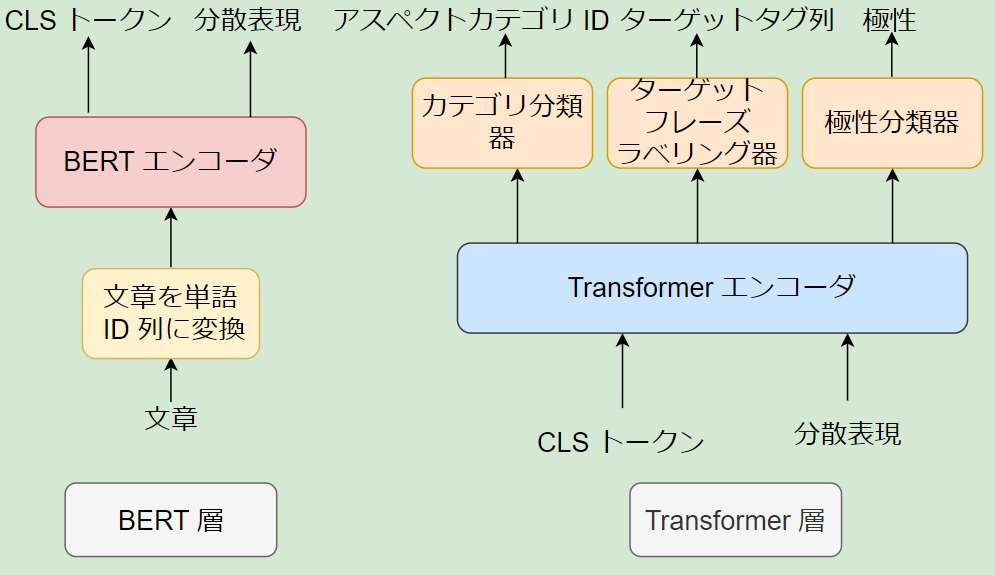 CLS トークン 分散表現
BERT エンコーダ
文章を単語
ID 列に変換
文章
BERT 層
アスペクトカテゴリ ID ターゲットタグ列 極性
カテゴリ分類
器
ターゲット
フレーズ
ラベリング器
極性分類器
Transformer エンコーダ
CLS トークン
分散表現
Transformer 層